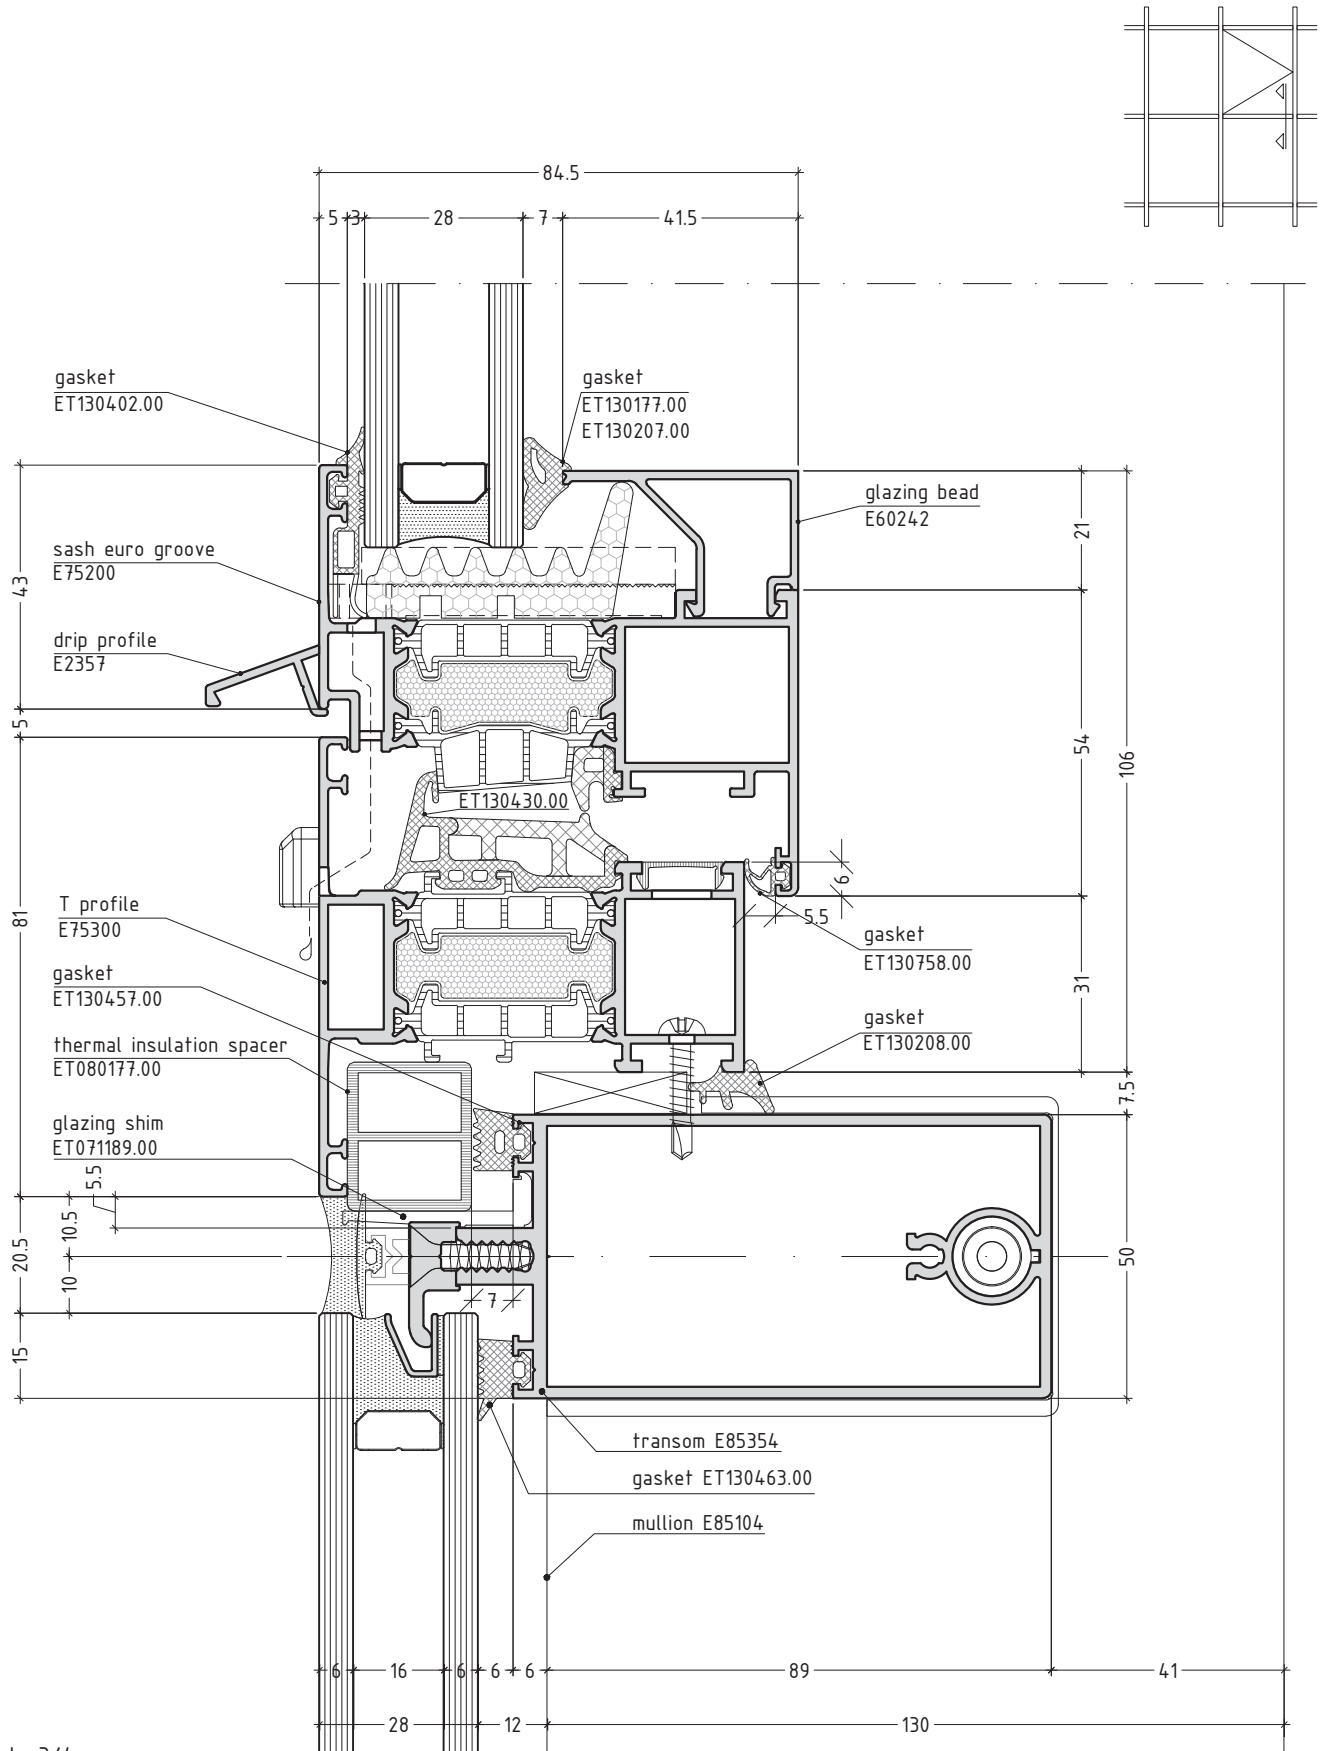 84.5
5 3 28 7 41.5
gasket
ET130402.00
gasket
ET130177.00
ET130207.00
glazing bead
E60242
sash euro groove
E75200
drip profile
E2357
43
5
81
21
54
106
ET130430.00
6
5.5
T profile
E75300
gasket
ET130758.00
gasket
ET130457.00
31
gasket
ET130208.00
thermal insulation spacer
ET080177.00
7.5
glazing shim
ET071189.00
5.5
10.5
20.5
10
15
50
7
transom E85354
gasket ET130463.00
mullion E85104
6 16 6 6 6 89 41
28 12 130